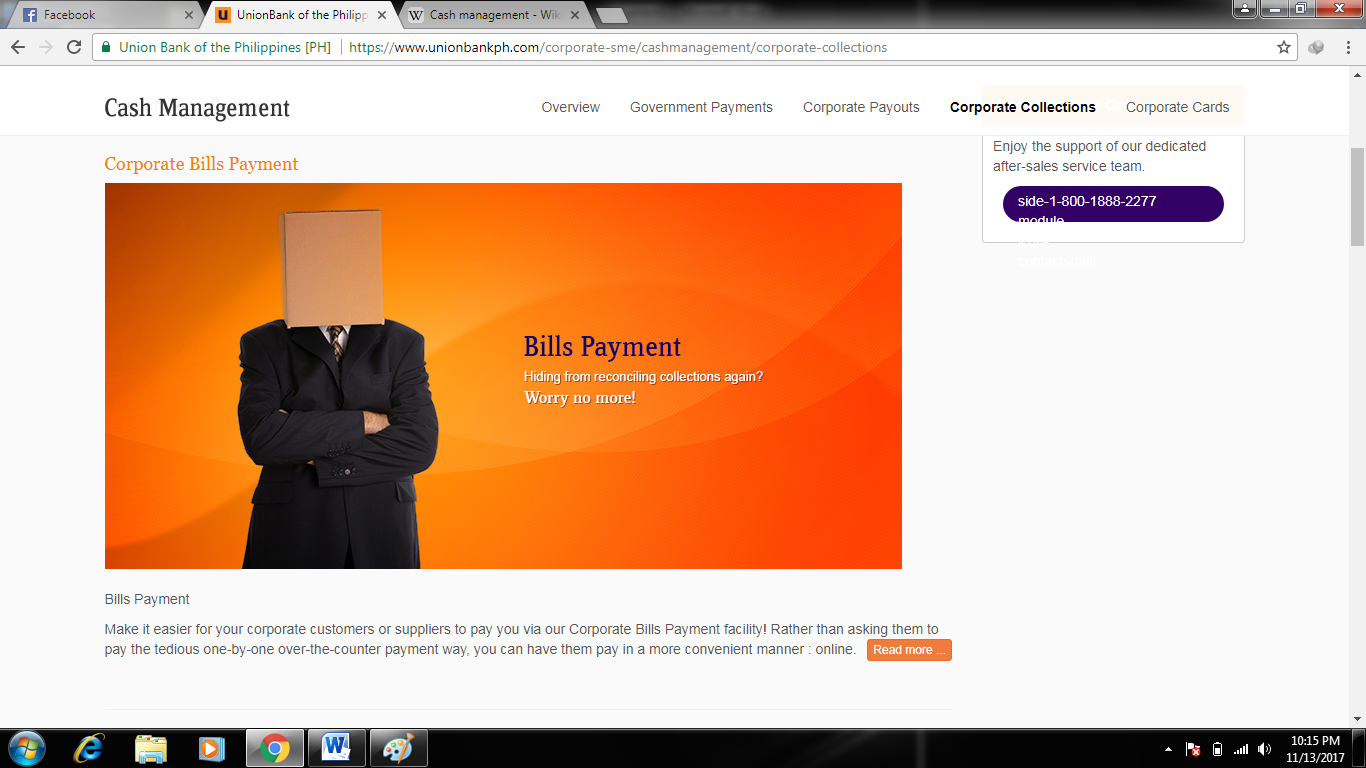 Facebook
UnionBank of the Philipp
Cash management - Wik
Union Bank of the Philippines [PH]
https://www.unionbankph.com/corporate-sme/cashmanagement/corporate-collections
Cash Management
Overview
Government Payments
Corporate Payouts
Corporate Collections
Corporate Cards
Corporate Bills Payment
Enjoy the support of our dedicated
after-sales service team.
side-1-800-1888-2277
module
Bills Payment
Hiding from reconciling collections again?
Worry no more!
Bills Payment
Make it easier for your corporate customers or suppliers to pay you via our Corporate Bills Payment facility! Rather than asking them to
pay the tedious one-by-one over-the-counter payment way, you can have them pay in a more convenient manner : online.
Read more ...
10:15 PM
11/13/2017